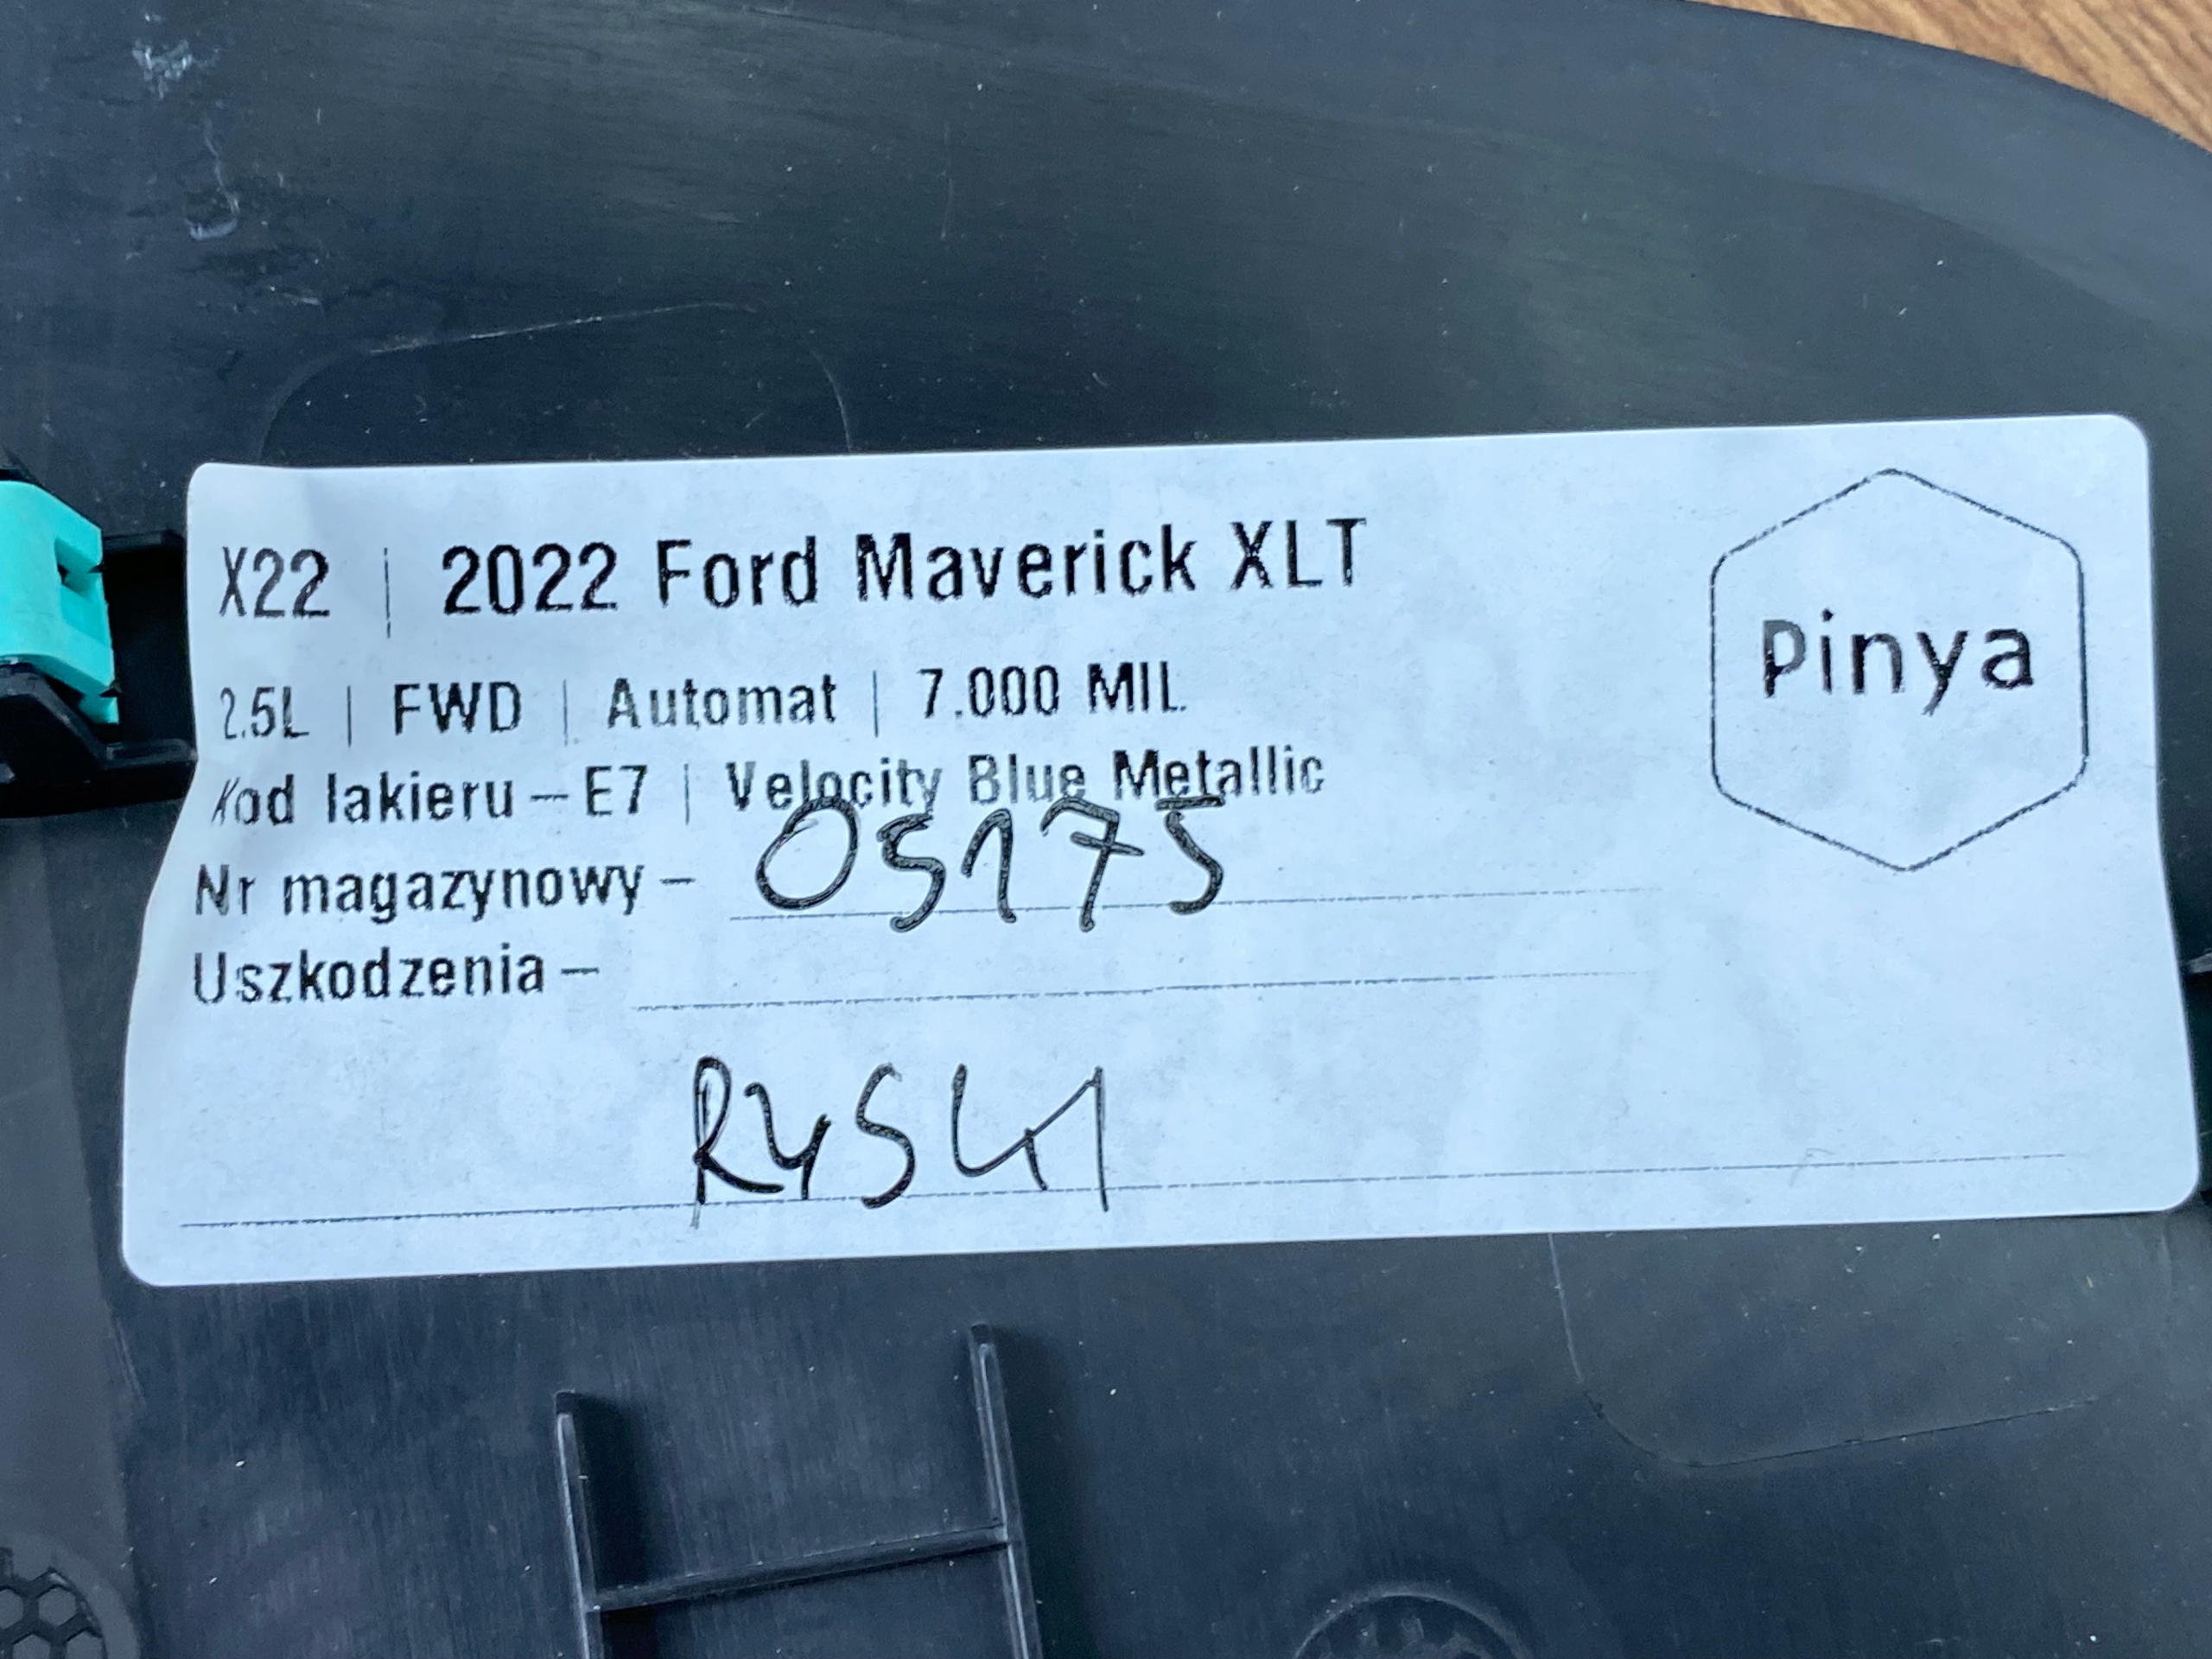 X22 | 2022 Ford Maverick XLT
Pinya
2.5L | FWD | Automat | 7.000 MIL
Kod lakieru – E7 | Velocity Blue Metallic
Nr magazynowy – 05175
Uszkodzenia –
RYSKI